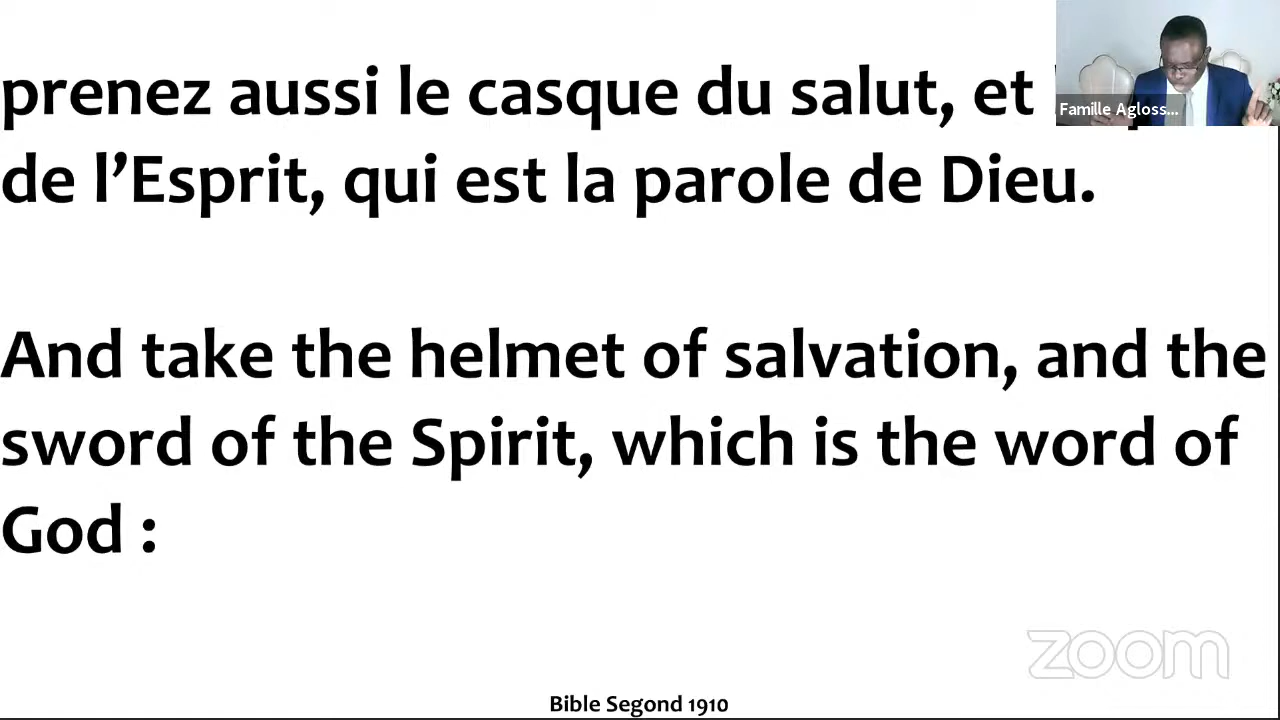 prenez aussi le casque du salut, et
Famille Agloss...
de l’Esprit, qui est la parole de Dieu.
And take the helmet of salvation, and the
sword of the Spirit, which is the word of
God :
zoom
Bible Segond 1910